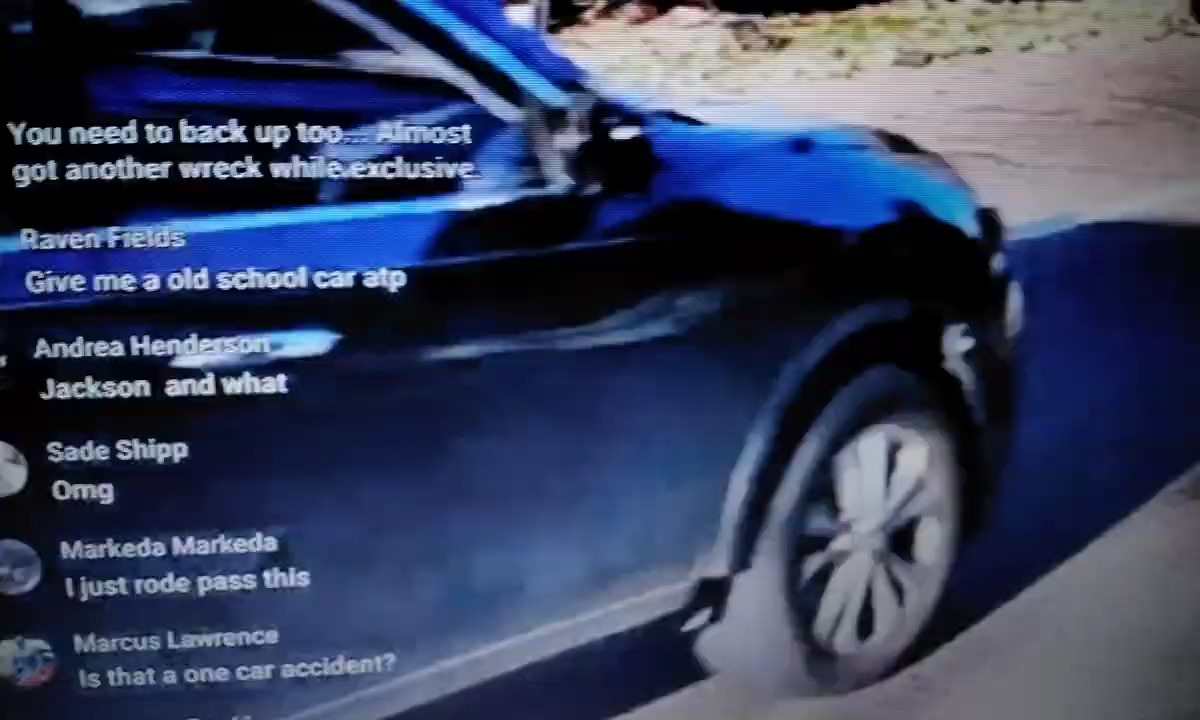 You need to back up too... Almost
got another wreck while.exclusive.
Raven Fields
Give me a old school car atp
Andrea Henderson
Jackson and what
Sade Shipp
Omg
Markeda Markeda
I just rode pass this
Marcus Lawrence
Is that a one car accident?